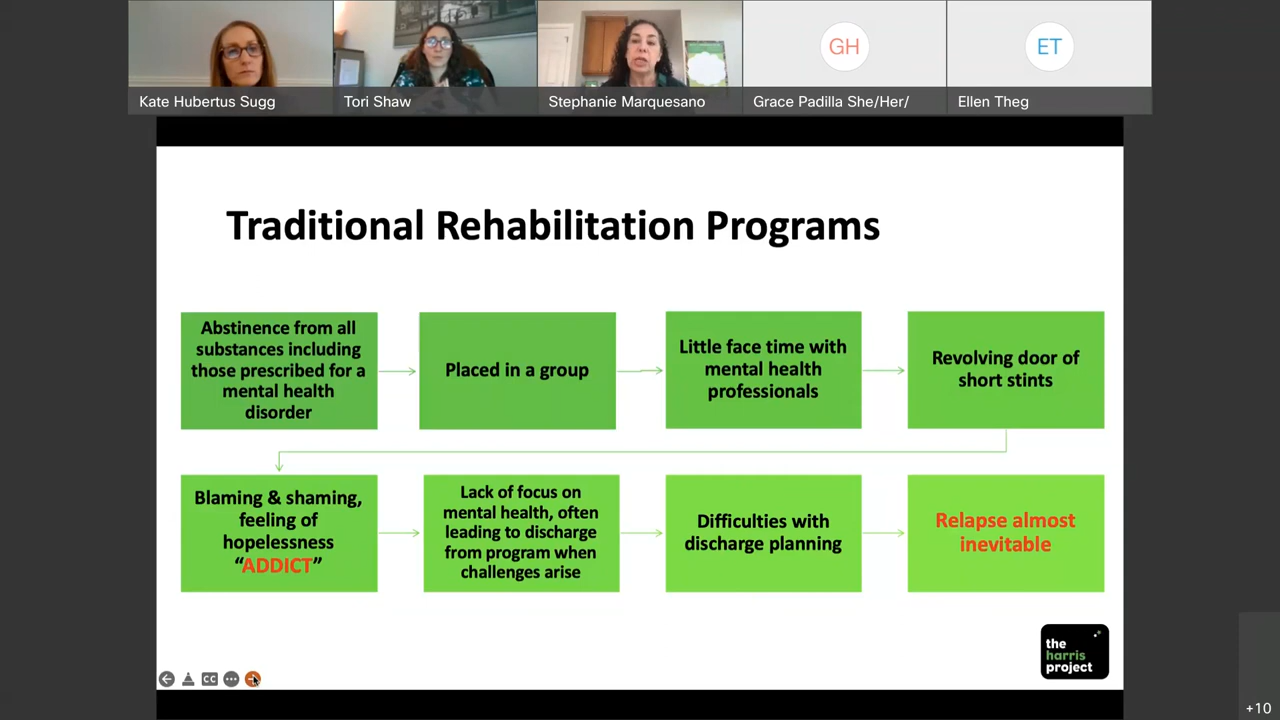 GH
ET
Kate Hubertus Sugg
Tori Shaw
Stephanie Marquesano
Grace Padilla She/Her/
Ellen Theg
Traditional Rehabilitation Programs
Abstinence from all
substances including
those prescribed for a
mental health
disorder
Placed in a group
Little face time with
mental health
professionals
Revolving door of
short stints
Blaming & shaming,
feeling of
hopelessness
“ADDICT”
Lack of focus on
mental health, often
leading to discharge
from program when
challenges arise
Difficulties with
discharge planning
Relapse almost
inevitable
the
harris
project
CC
+10